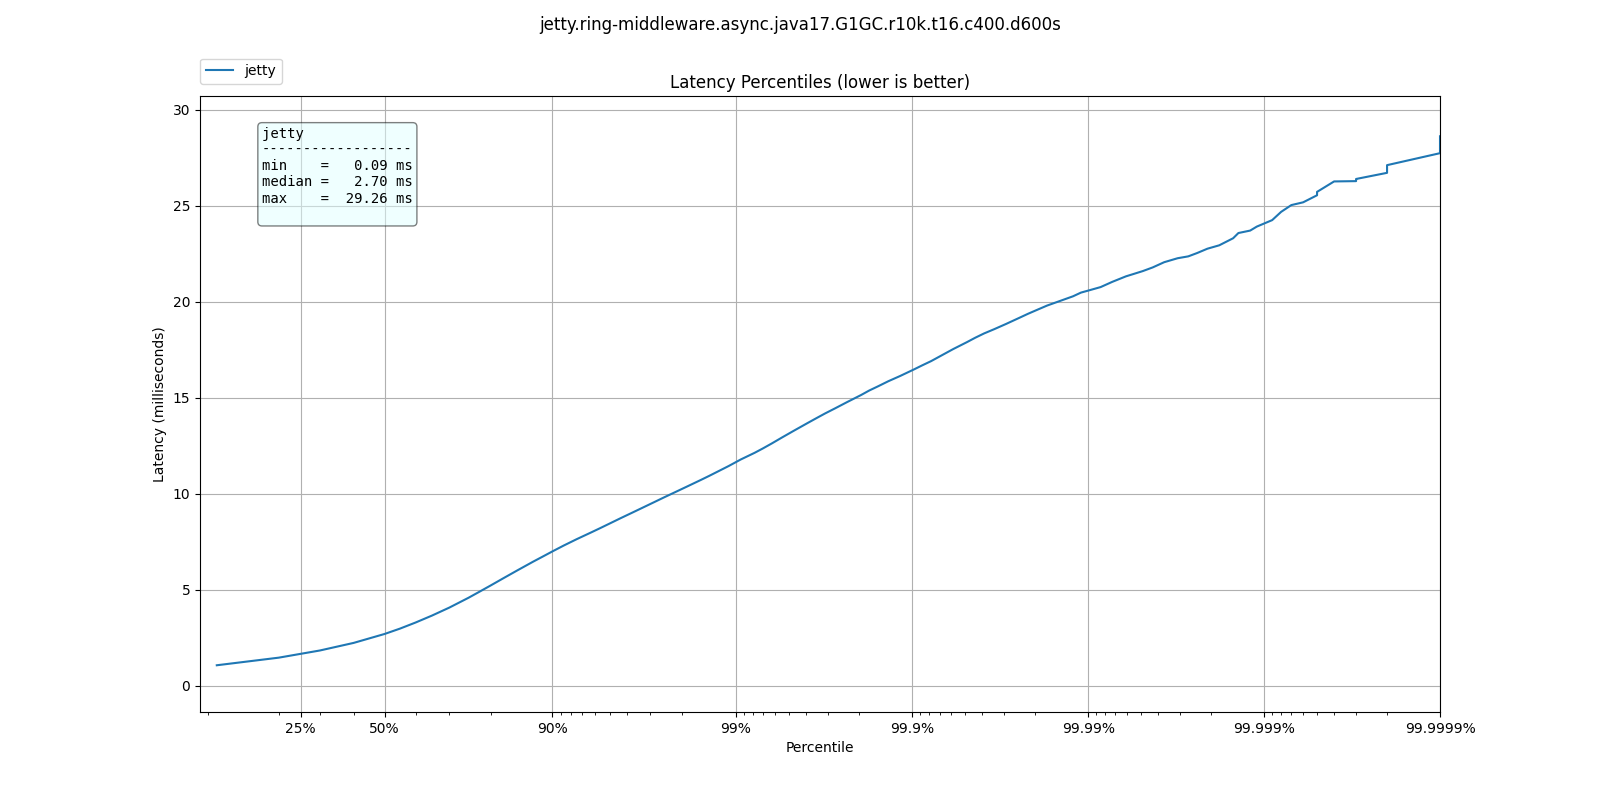 jetty.ring-middleware.async.java17.G1GC.r10k.t16.c400.d600s
jetty
Latency Percentiles (lower is better)
30
25
20
15
10
5
0
Latency (milliseconds)
jetty
------------------
min    =   0.09 ms
median =   2.70 ms
max    =  29.26 ms
25% 50% 90% 99% 99.9% 99.99% 99.999% 99.9999%
Percentile